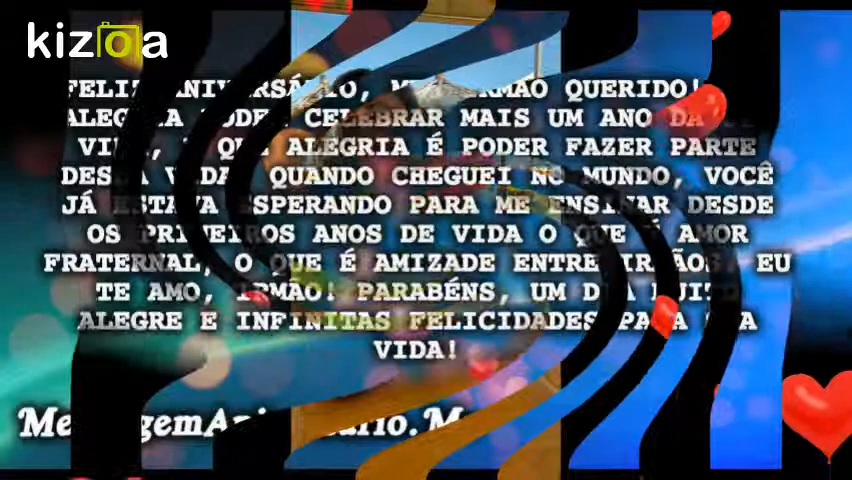 kizoa
FELIZ ANIVERSÁRIO, MEU IRMÃO QUERIDO!
ALEGRIA PODER CELEBRAR MAIS UM ANO DA
VIDA, E QUE ALEGRIA É PODER FAZER PARTE
DESSA VIDA! QUANDO CHEGUEI NO MUNDO, VOCÊ
JÁ ESTAVA ESPERANDO PARA ME ENSINAR DESDE
OS PRIMEIROS ANOS DE VIDA O QUE É AMOR
FRATERNAL, O QUE É AMIZADE ENTRE IRMÃOS. EU
TE AMO, IRMÃO! PARABÉNS, UM DIA MUITO
ALEGRE E INFINITAS FELICIDADES PARA SUA
VIDA!